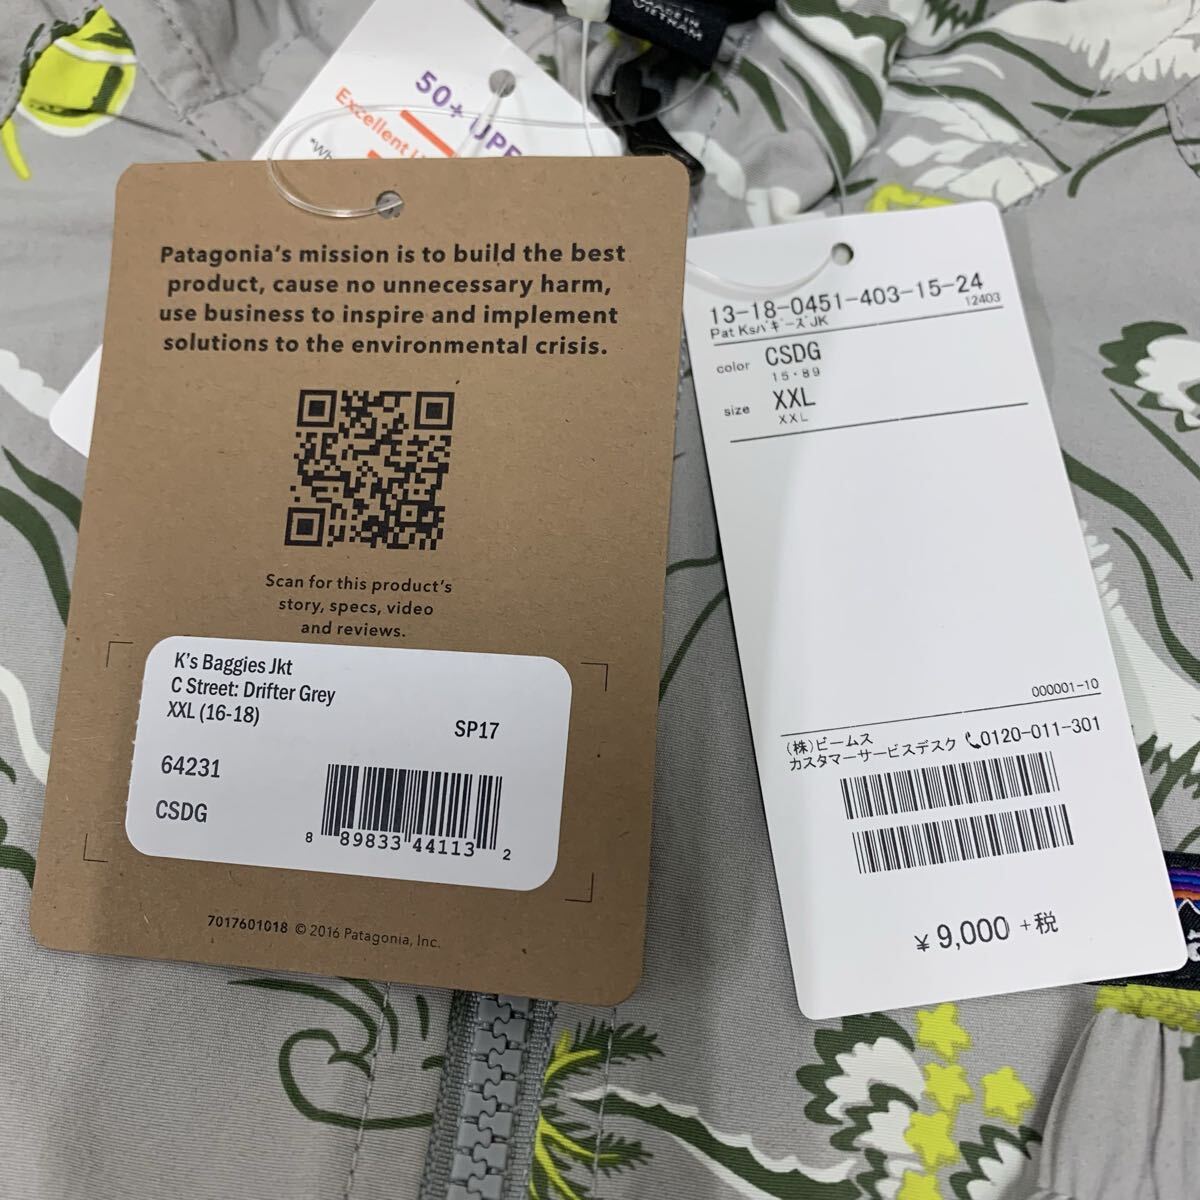 MADE IN
VIETNAM
50+ UPF
Excellent
Patagonia's mission is to build the best
product, cause no unnecessary harm,
use business to inspire and implement
solutions to the environmental crisis.
Scan for this product's
story, specs, video
and reviews.
K's Baggies Jkt
C Street: Drifter Grey
XXL (16-18)
SP17
64231
CSDG
8 89833 44113 2
7017601018 © 2016 Patagonia, Inc.
13-18-0451-403-15-24
Pat Ksバギーズ JK 12403
color CSDG
15・89
size XXL
XXL
000001-10
(株)ビームス
カスタマーサービスデスク 0120-011-301
¥ 9,000 +税